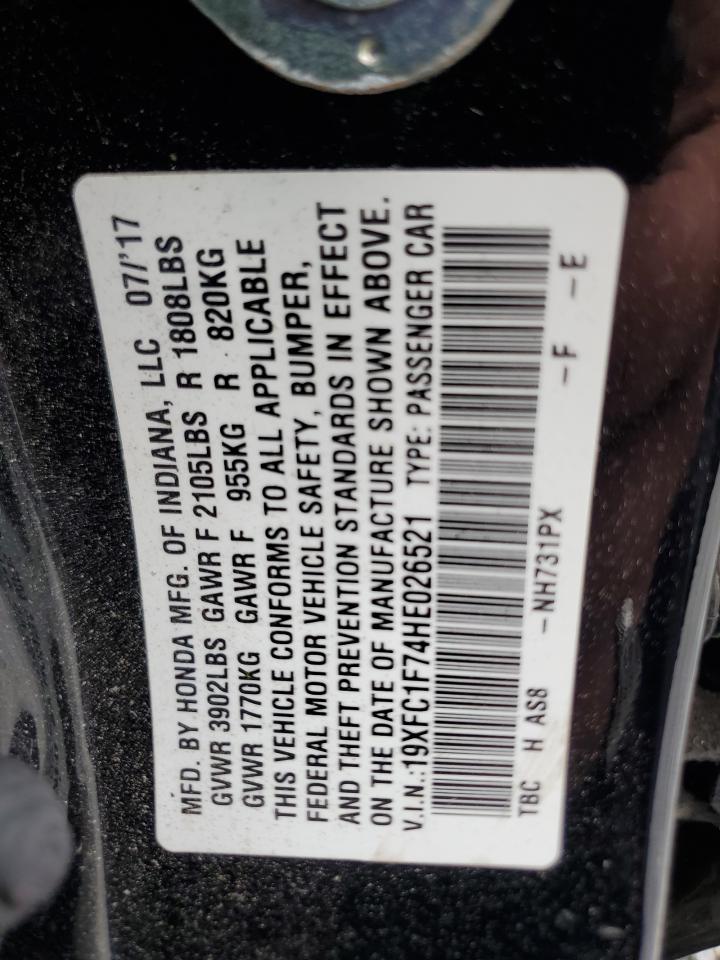 MFD. BY HONDA MFG. OF INDIANA, LLC 07/'17
GVWR 3902LBS GAWR F 2105LBS R 1808LBS
GVWR 1770KG GAWR F 955KG R 820KG
THIS VEHICLE CONFORMS TO ALL APPLICABLE
FEDERAL MOTOR VEHICLE SAFETY, BUMPER,
AND THEFT PREVENTION STANDARDS IN EFFECT
ON THE DATE OF MANUFACTURE SHOWN ABOVE.
V.I.N.:19XFC1F74HE026521 TYPE: PASSENGER CAR
TBC H AS8 -NH731PX -F -E